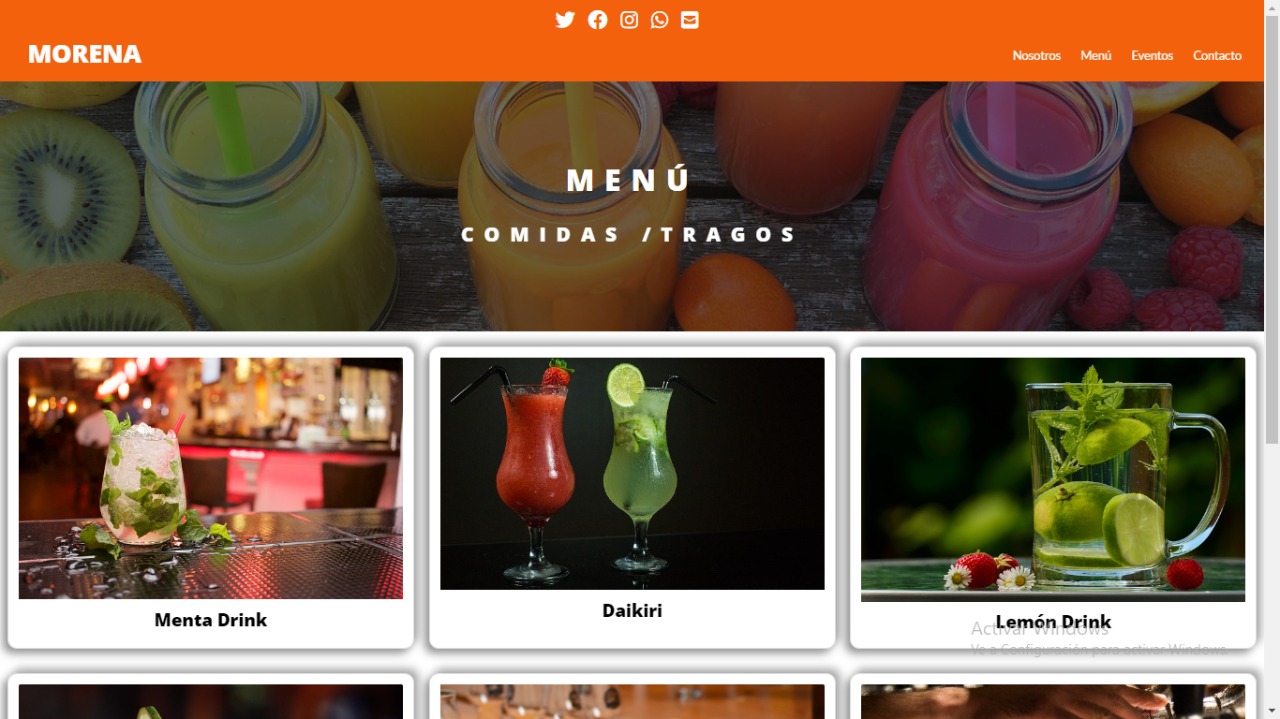 MORENA
Nosotros Menú Eventos Contacto
MENÚ
COMIDAS /TRAGOS
Menta Drink
Daikiri
Lemón Drink
Activar Windows
Ve a Configuración para activar Windows.